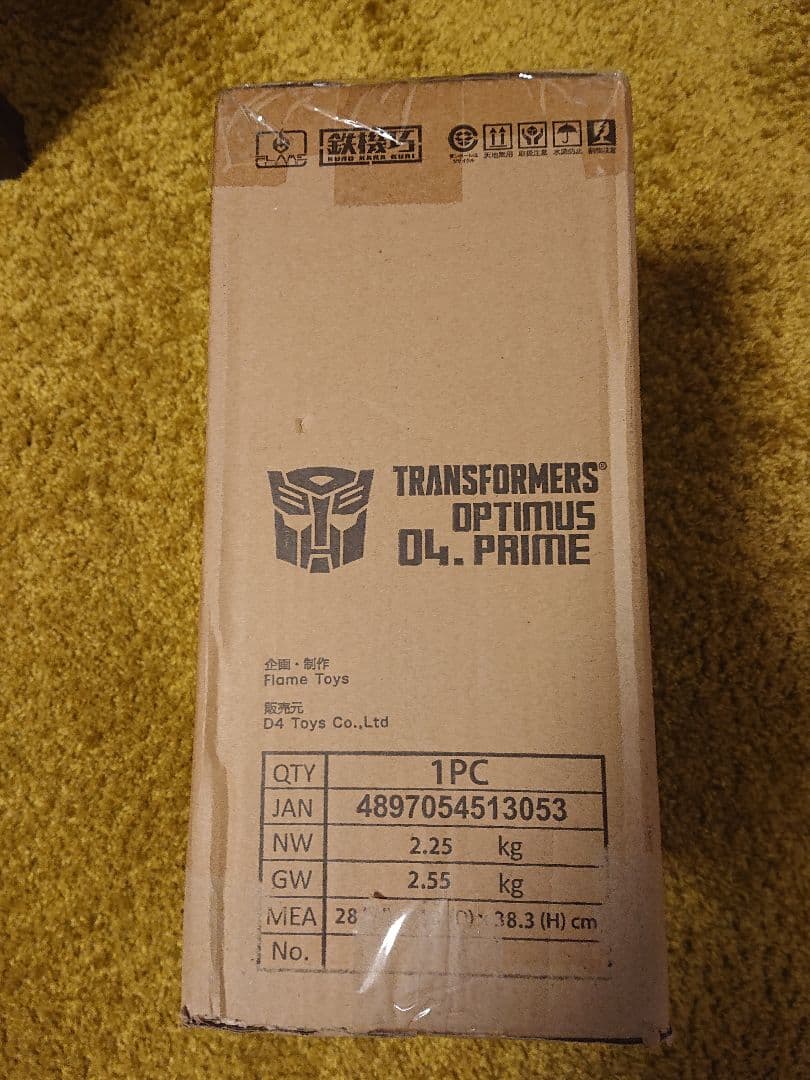 FLAME
鉄機巧
KURO KARA KURI
天地無用 取扱注意 水濡防止
TRANSFORMERS®
OPTIMUS
04. PRIME
企画・制作
Flame Toys
販売元
D4 Toys Co.,Ltd
QTY 1PC
JAN 4897054513053
NW 2.25 kg
GW 2.55 kg
MEA 28 38.3 (H) cm
No.